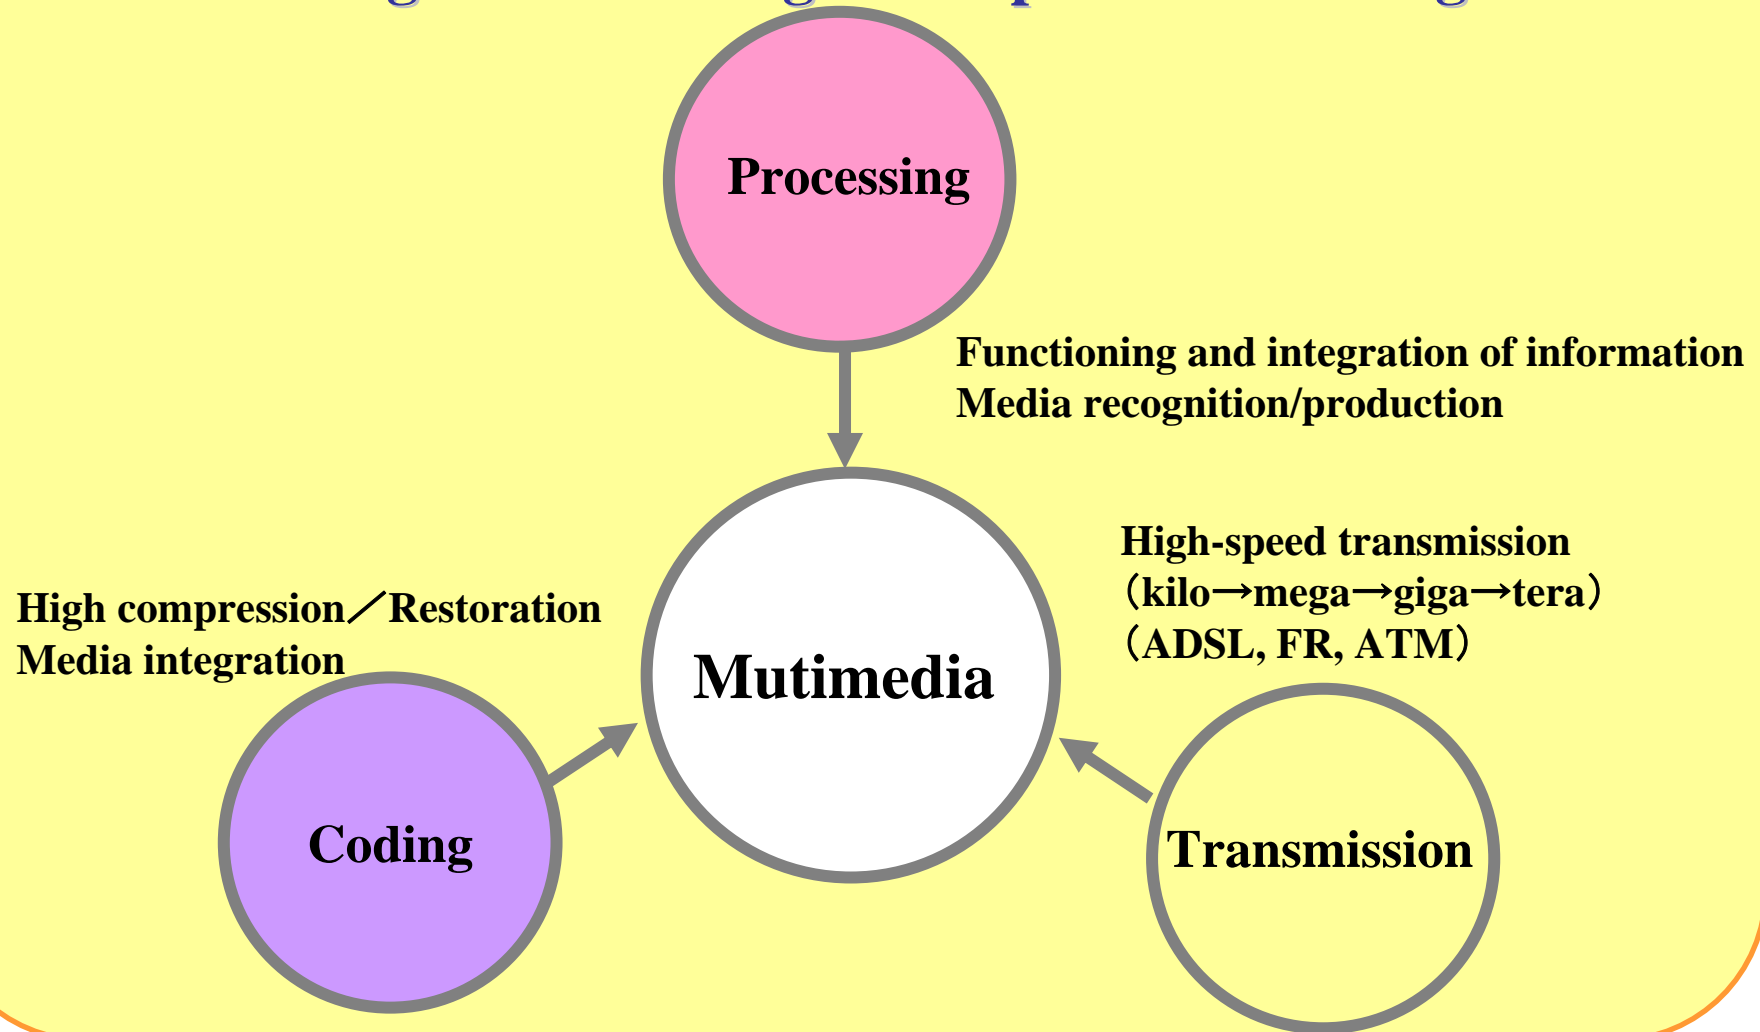 Processing
Functioning and integration of information
Media recognition/production
High-speed transmission
（kilo→mega→giga→tera）
（ADSL, FR, ATM）
High compression／Restoration
Media integration
Mutimedia
Coding
Transmission